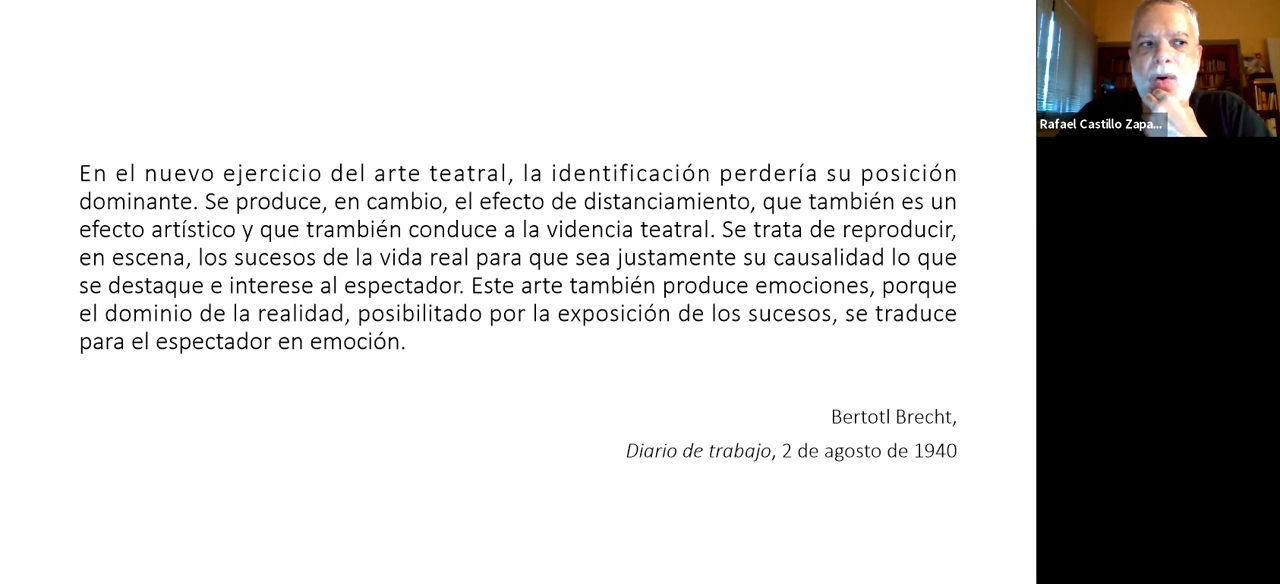 En el nuevo ejercicio del arte teatral, la identificación perdería su posición
dominante. Se produce, en cambio, el efecto de distanciamiento, que también es un
efecto artístico y que trambién conduce a la videncia teatral. Se trata de reproducir,
en escena, los sucesos de la vida real para que sea justamente su causalidad lo que
se destaque e interese al espectador. Este arte también produce emociones, porque
el dominio de la realidad, posibilitado por la exposición de los sucesos, se traduce
para el espectador en emoción.
Bertotl Brecht,
Diario de trabajo, 2 de agosto de 1940
Rafael Castillo Zapa...